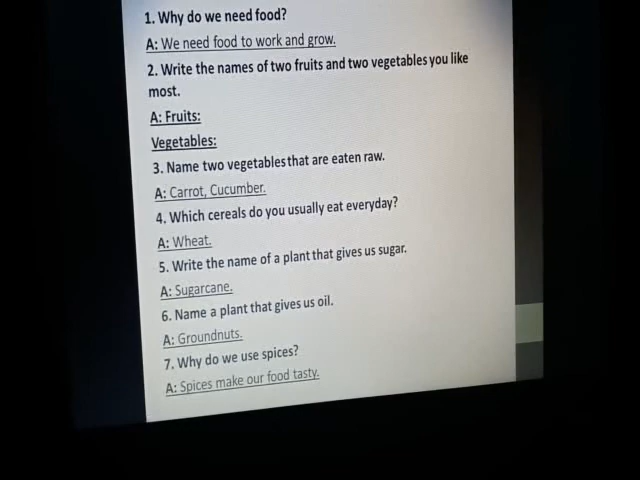 1. Why do we need food?
A: We need food to work and grow.
2. Write the names of two fruits and two vegetables you like
most.
A: Fruits:
Vegetables:
3. Name two vegetables that are eaten raw.
A: Carrot, Cucumber.
4. Which cereals do you usually eat everyday?
A: Wheat.
5. Write the name of a plant that gives us sugar.
A: Sugarcane.
6. Name a plant that gives us oil.
A: Groundnuts.
7. Why do we use spices?
A: Spices make our food tasty.